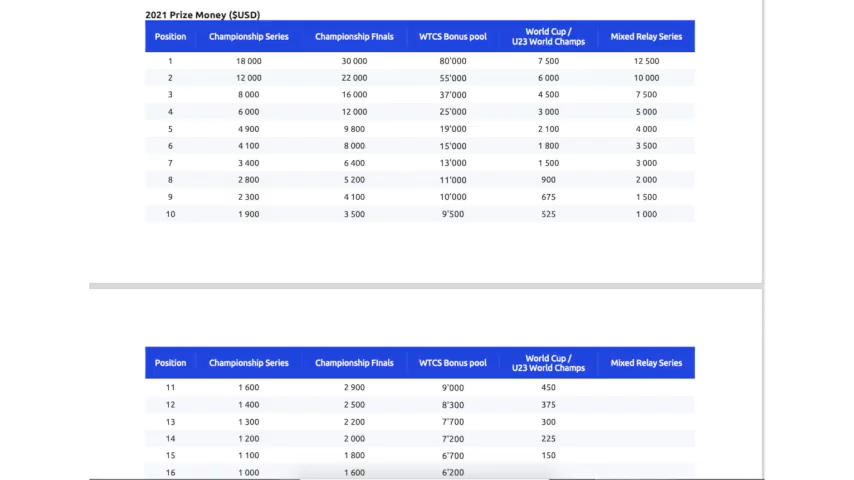 2021 Prize Money ($USD)
Position Championship Series Championship FInals WTCS Bonus pool World Cup / U23 World Champs Mixed Relay Series
1 18 000 30 000 80'000 7 500 12 500
2 12 000 22 000 55'000 6 000 10 000
3 8 000 16 000 37'000 4 500 7 500
4 6 000 12 000 25'000 3 000 5 000
5 4 900 9 800 19'000 2 100 4 000
6 4 100 8 000 15'000 1 800 3 500
7 3 400 6 400 13'000 1 500 3 000
8 2 800 5 200 11'000 900 2 000
9 2 300 4 100 10'000 675 1 500
10 1 900 3 500 9'500 525 1 000
Position Championship Series Championship FInals WTCS Bonus pool World Cup / U23 World Champs Mixed Relay Series
11 1 600 2 900 9'000 450
12 1 400 2 500 8'300 375
13 1 300 2 200 7'700 300
14 1 200 2 000 7'200 225
15 1 100 1 800 6'700 150
16 1 000 1 600 6'200